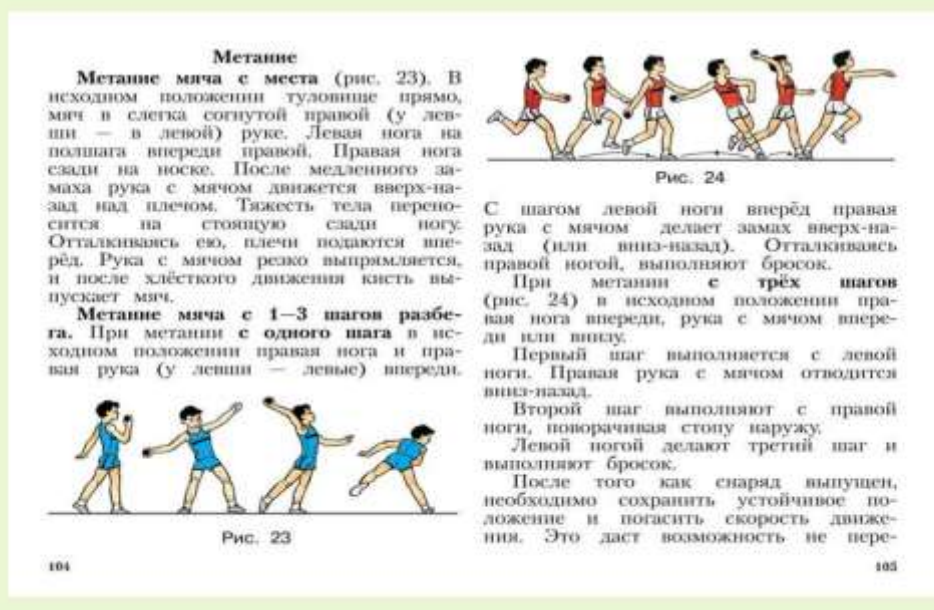 Метание
Метание мяча с места (рис. 23). В
исходном положении туловище прямо,
мяч в слегка согнутой правой (у лев-
ши — в левой) руке. Левая нога на
полшага впереди правой. Правая нога
сзади на носке. После медленного за-
маха рука с мячом движется вверх-на-
зад над плечом. Тяжесть тела перено-
сится на стоящую сзади ногу.
Отталкиваясь ею, плечи подаются впе-
рёд. Рука с мячом резко выпрямляется,
и после хлёсткого движения кисть вы-
пускает мяч.
Метание мяча с 1—3 шагов разбе-
га. При метании с одного шага в ис-
ходном положении правая нога и пра-
вая рука (у левши — левые) впереди.
Рис. 23
104
Рис. 24
С шагом левой ноги вперёд правая
рука с мячом делает замах вверх-на-
зад (или вниз-назад). Отталкиваясь
правой ногой, выполняют бросок.
При метании с трёх шагов
(рис. 24) в исходном положении пра-
вая нога впереди, рука с мячом впере-
ди или внизу.
Первый шаг выполняется с левой
ноги. Правая рука с мячом отводится
вниз-назад.
Второй шаг выполняют с правой
ноги, поворачивая стопу наружу.
Левой ногой делают третий шаг и
выполняют бросок.
После того как снаряд выпущен,
необходимо сохранить устойчивое по-
ложение и погасить скорость движе-
ния. Это даст возможность не пере-
105